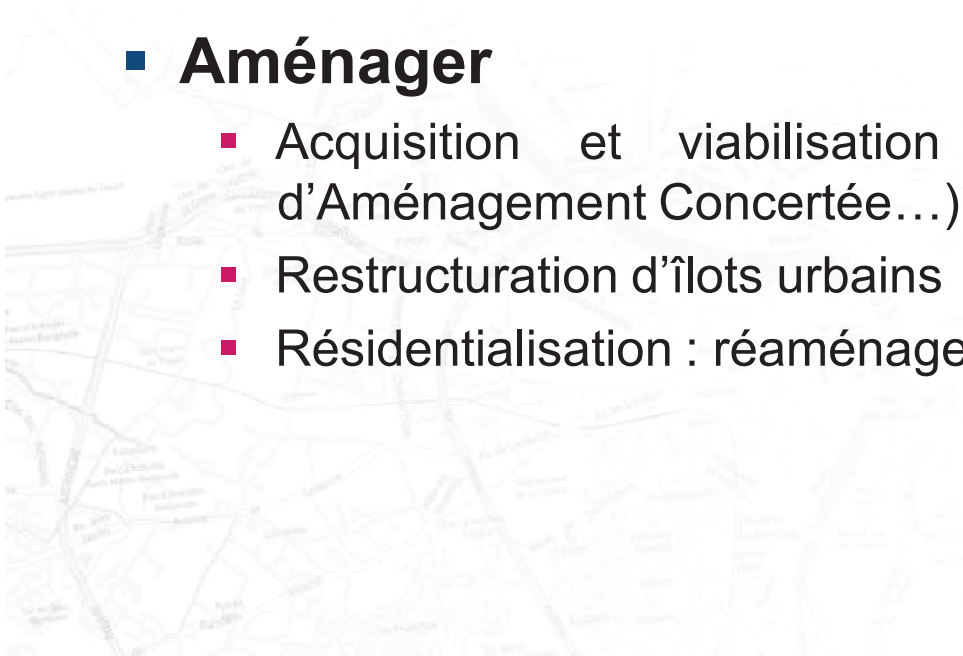 Aménager
Acquisition et viabilisation
d’Aménagement Concertée…)
Restructuration d’îlots urbains
Résidentialisation : réaménage